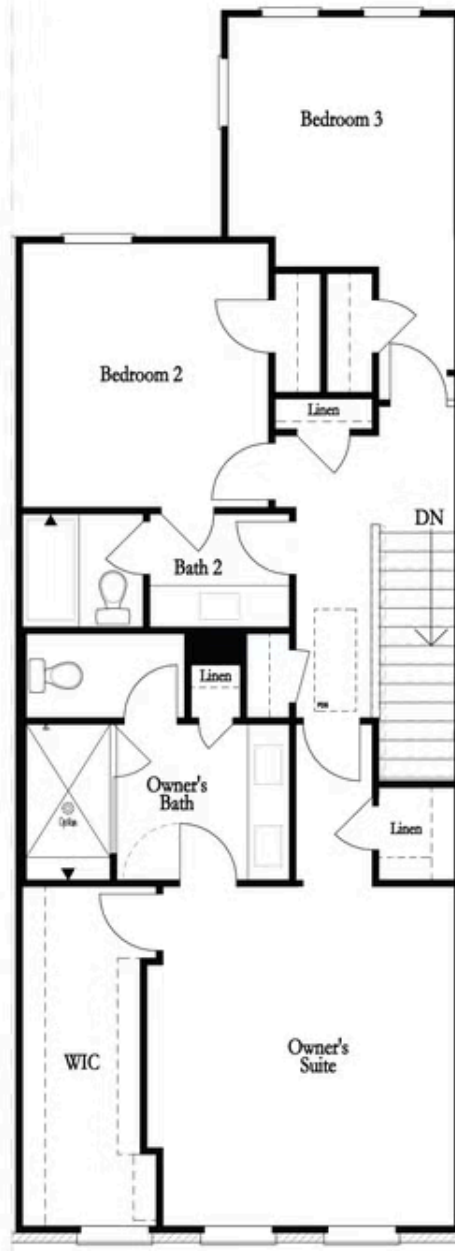 Bedroom 3
Bedroom 2
Linen
DN
Bath 2
Linen
Owner's
Bath
Linen
WIC
Owner's
Suite